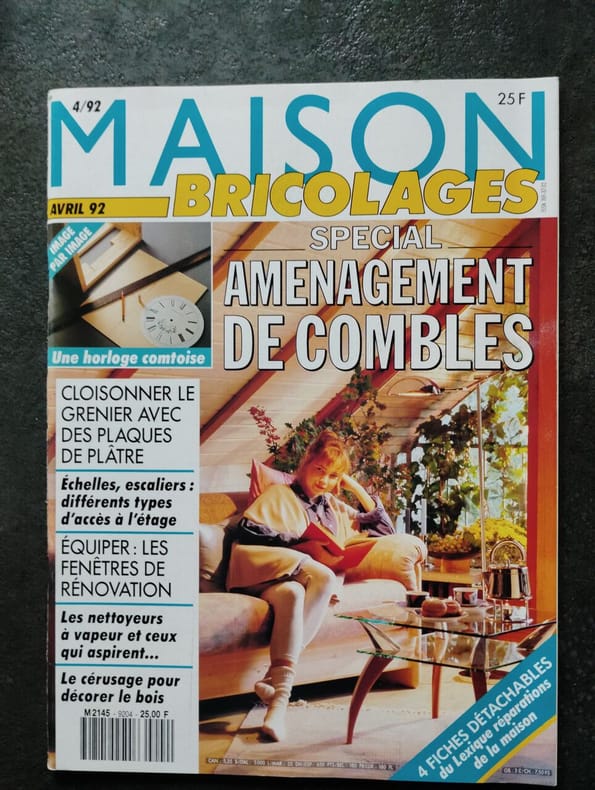 4/92
25 F
MAISON
BRICOLAGES
AVRIL 92
IMAGE
PAR IMAGE
Une horloge comtoise
SPECIAL
AMENAGEMENT
DE COMBLES
CLOISONNER LE
GRENIER AVEC
DES PLAQUES
DE PLÂTRE
Échelles, escaliers :
différents types
d'accès à l'étage
ÉQUIPER : LES
FENÊTRES DE
RÉNOVATION
Les nettoyeurs
à vapeur et ceux
qui aspirent...
Le cérusage pour
décorer le bois
M 2145 - 9204 - 25,00 F
4 FICHES DÉTACHABLES
du Lexique réparations
de la maison